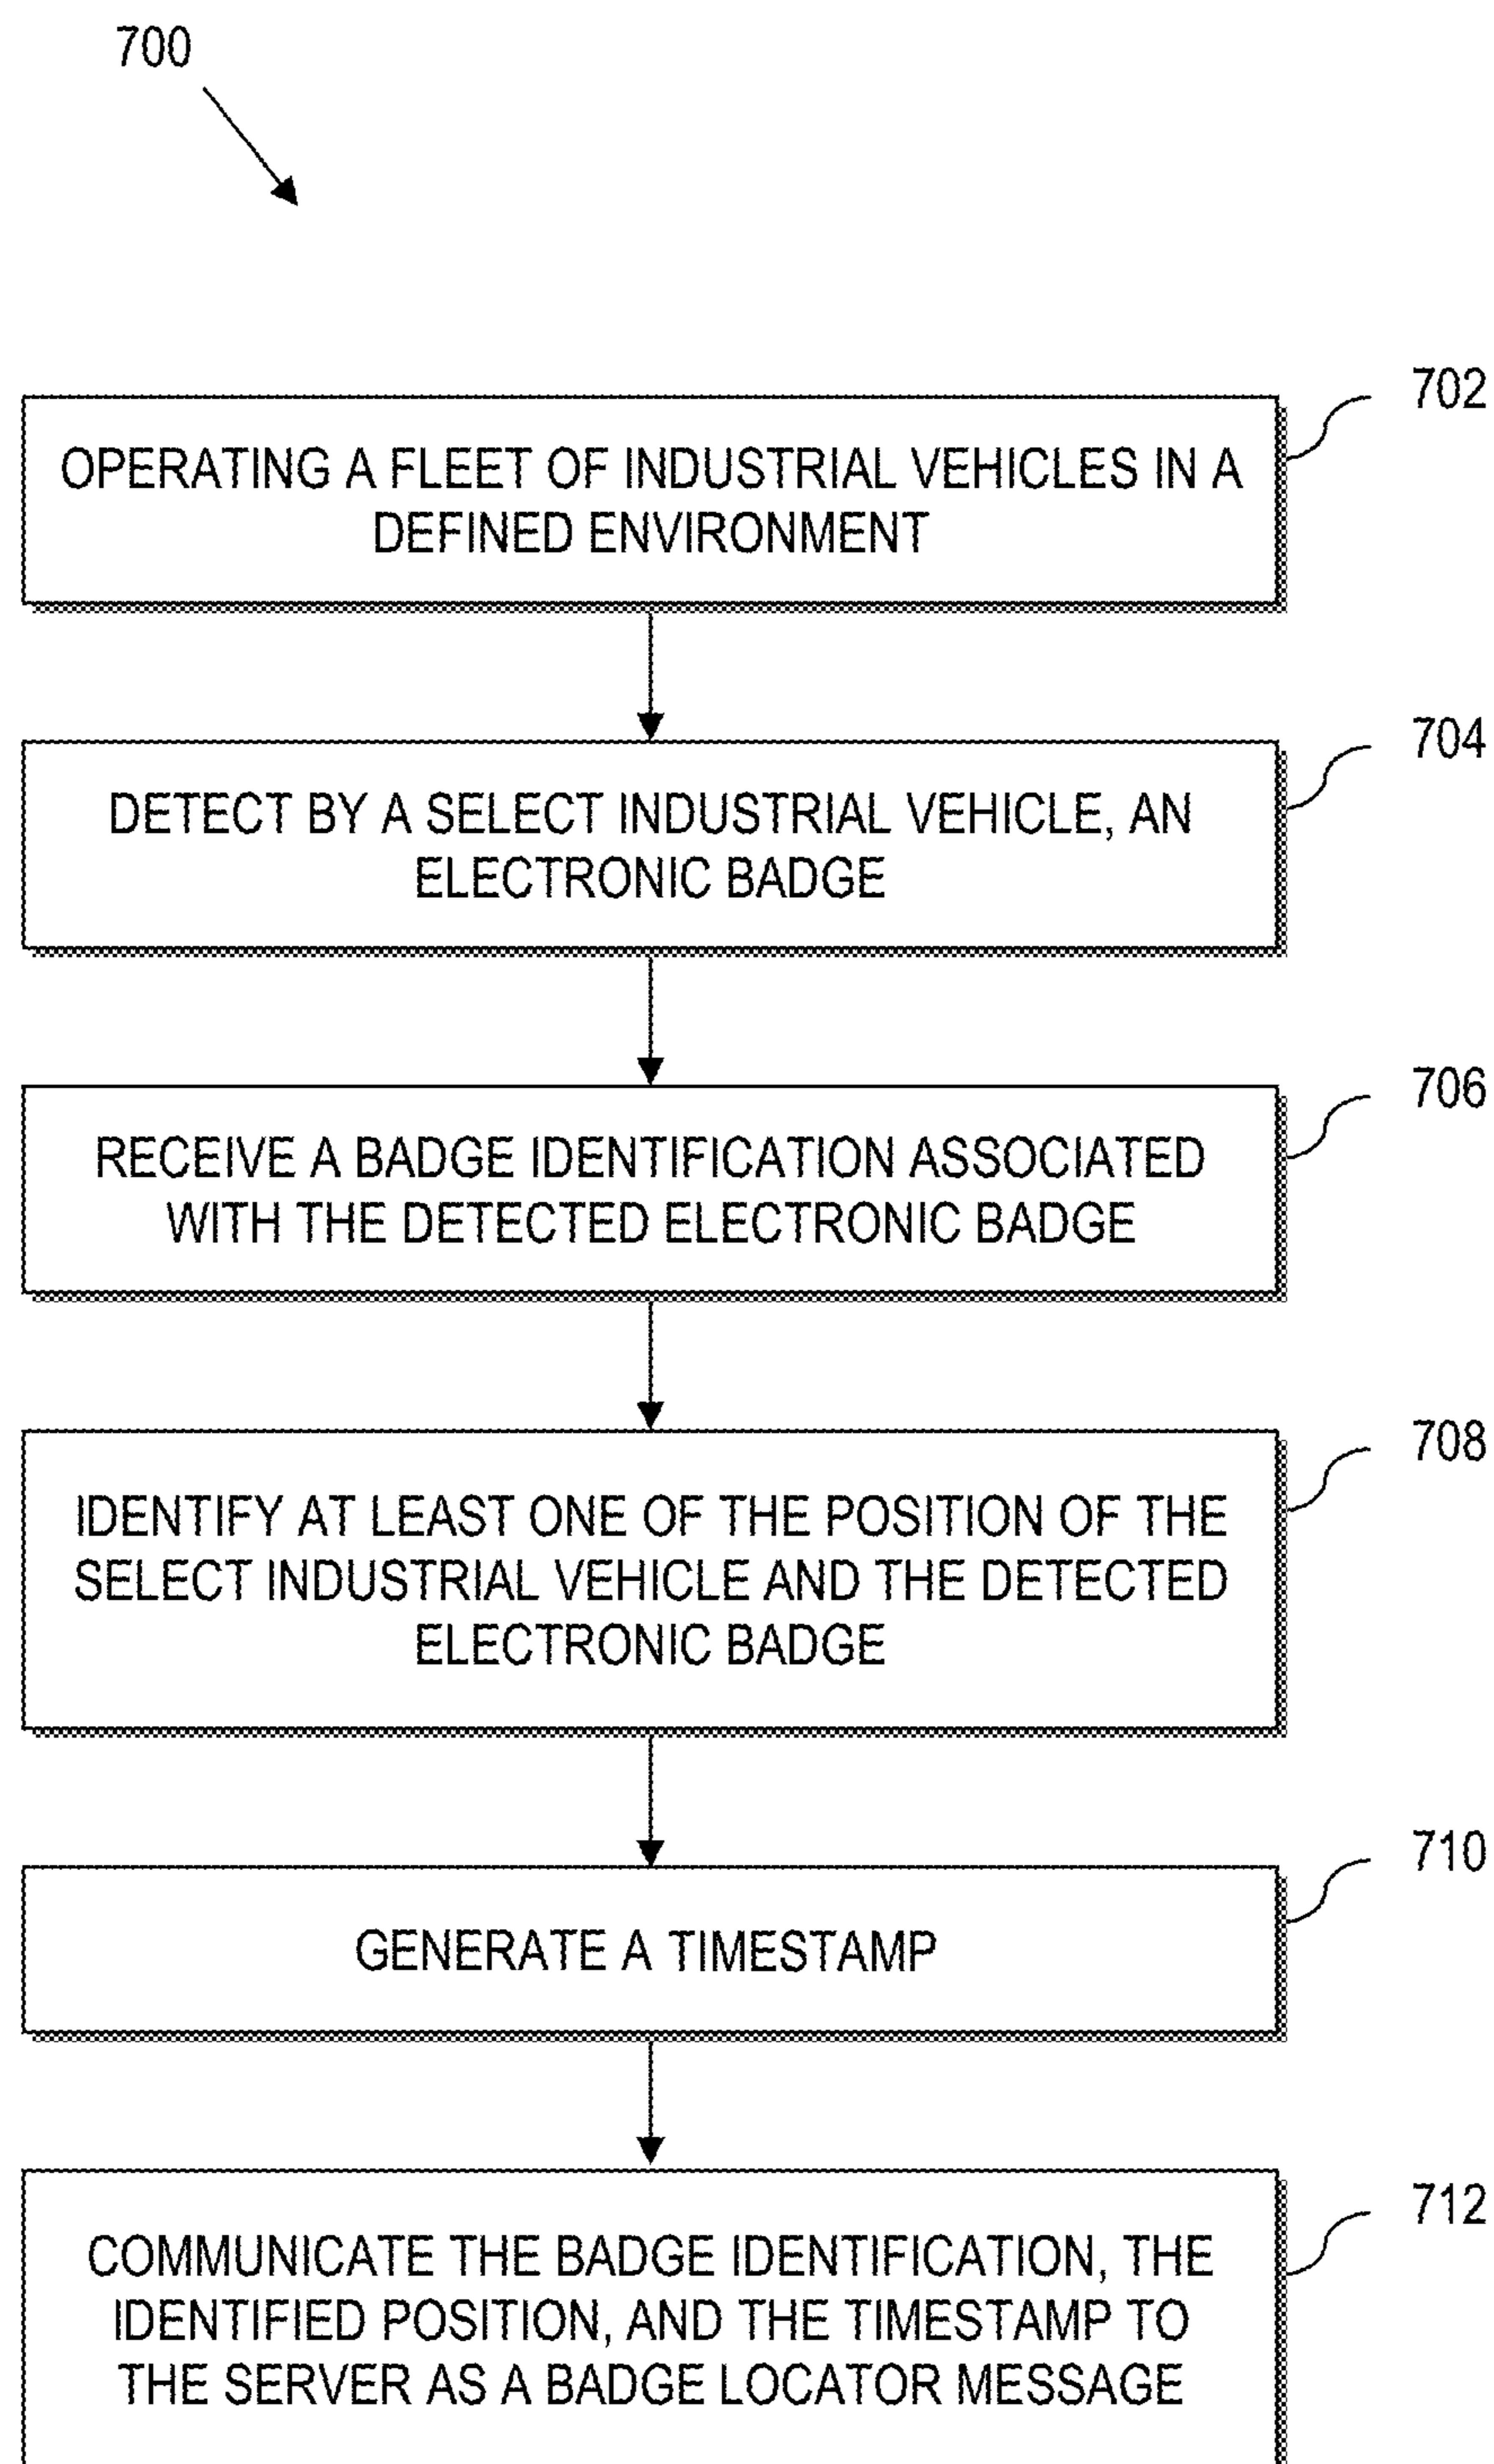 700
702
OPERATING A FLEET OF INDUSTRIAL VEHICLES IN A
DEFINED ENVIRONMENT
704
DETECT BY A SELECT INDUSTRIAL VEHICLE, AN
ELECTRONIC BADGE
706
RECEIVE A BADGE IDENTIFICATION ASSOCIATED
WITH THE DETECTED ELECTRONIC BADGE
708
IDENTIFY AT LEAST ONE OF THE POSITION OF THE
SELECT INDUSTRIAL VEHICLE AND THE DETECTED
ELECTRONIC BADGE
710
GENERATE A TIMESTAMP
712
COMMUNICATE THE BADGE IDENTIFICATION, THE
IDENTIFIED POSITION, AND THE TIMESTAMP TO
THE SERVER AS A BADGE LOCATOR MESSAGE